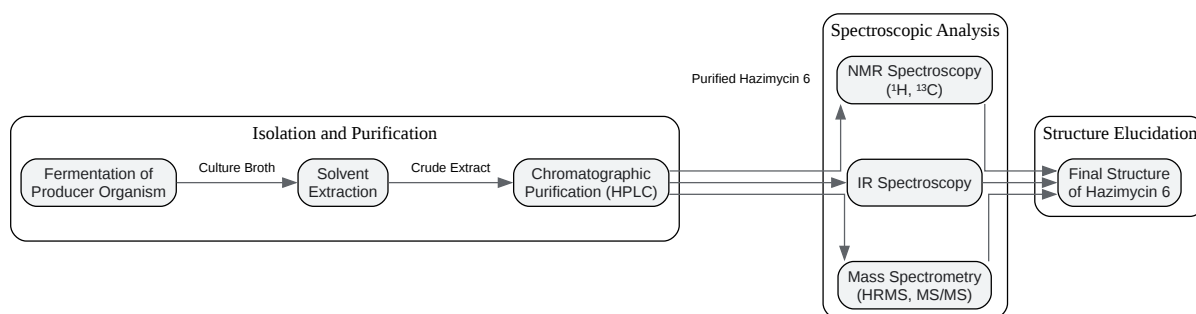 Spectroscopic Analysis
Purified Hazimycin 6
NMR Spectroscopy
(¹H, ¹³C)
Isolation and Purification
Structure Elucidation
Fermentation of
Producer Organism
Culture Broth
Solvent
Extraction
Crude Extract
Chromatographic
Purification (HPLC)
IR Spectroscopy
Final Structure
of Hazimycin 6
Mass Spectrometry
(HRMS, MS/MS)